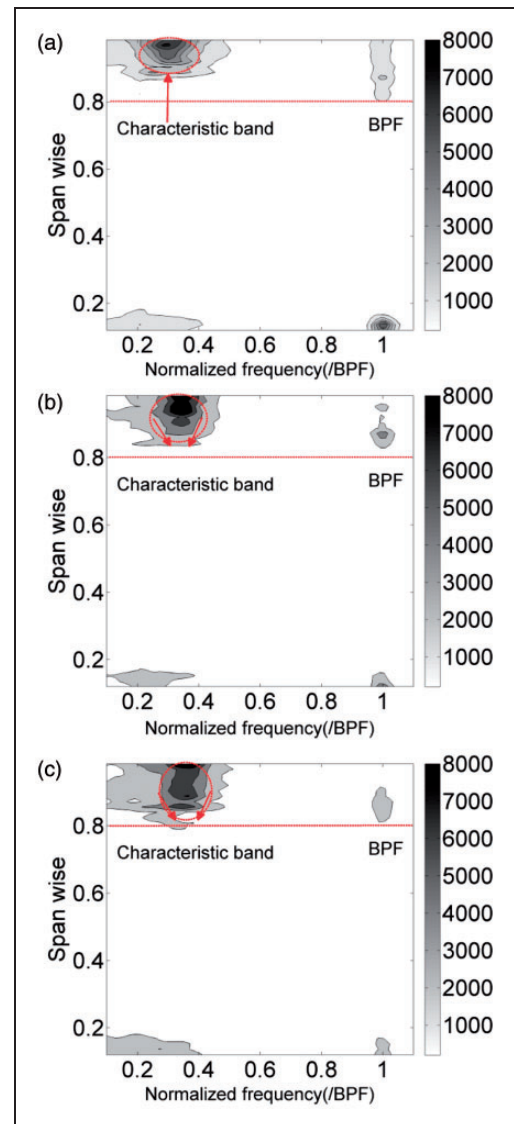 (a)
8000
7000
6000
5000
4000
3000
2000
1000
0.8
0.6
0.4
0.2
Span wise
Characteristic band
BPF
0.2 0.4 0.6 0.8 1
Normalized frequency(/BPF)
(b)
8000
7000
6000
5000
4000
3000
2000
1000
0.8
0.6
0.4
0.2
Span wise
Characteristic band
BPF
0.2 0.4 0.6 0.8 1
Normalized frequency(/BPF)
(c)
8000
7000
6000
5000
4000
3000
2000
1000
0.8
0.6
0.4
0.2
Span wise
Characteristic band
BPF
0.2 0.4 0.6 0.8 1
Normalized frequency(/BPF)